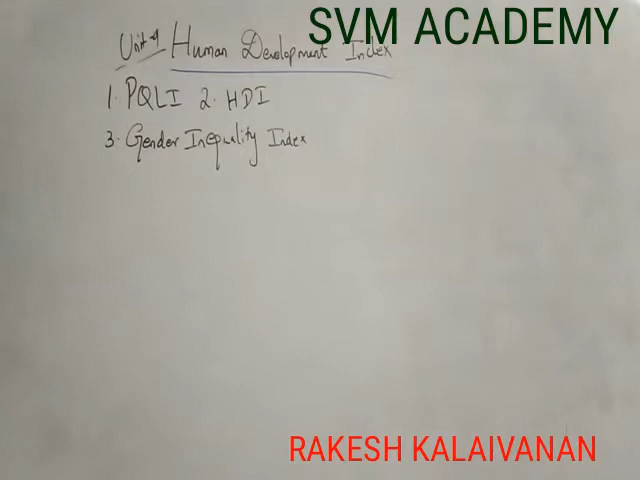 SVM ACADEMY
Unit 4 Human Development Index
1. PQLI 2. HDI
3. Gender Inequality Index
RAKESH KALAIVANAN